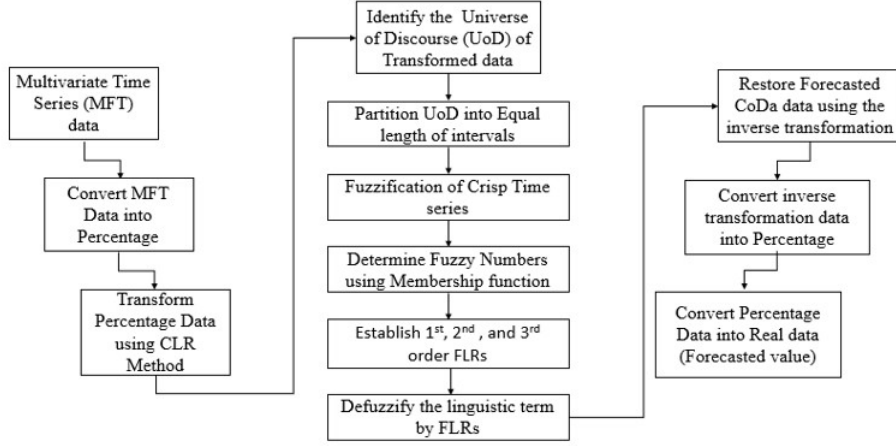 Multivariate Time
Series (MFT)
data
Convert MFT
Data into
Percentage
Transform
Percentage Data
using CLR
Method
Identify the Universe
of Discourse (UoD) of
Transformed data
Partition UoD into Equal
length of intervals
Fuzzification of Crisp Time
series
Determine Fuzzy Numbers
using Membership function
Establish 1st, 2nd , and 3rd
order FLRs
Defuzzify the linguistic term
by FLRs
Restore Forecasted
CoDa data using the
inverse transformation
Convert inverse
transformation data
into Percentage
Convert Percentage
Data into Real data
(Forecasted value)